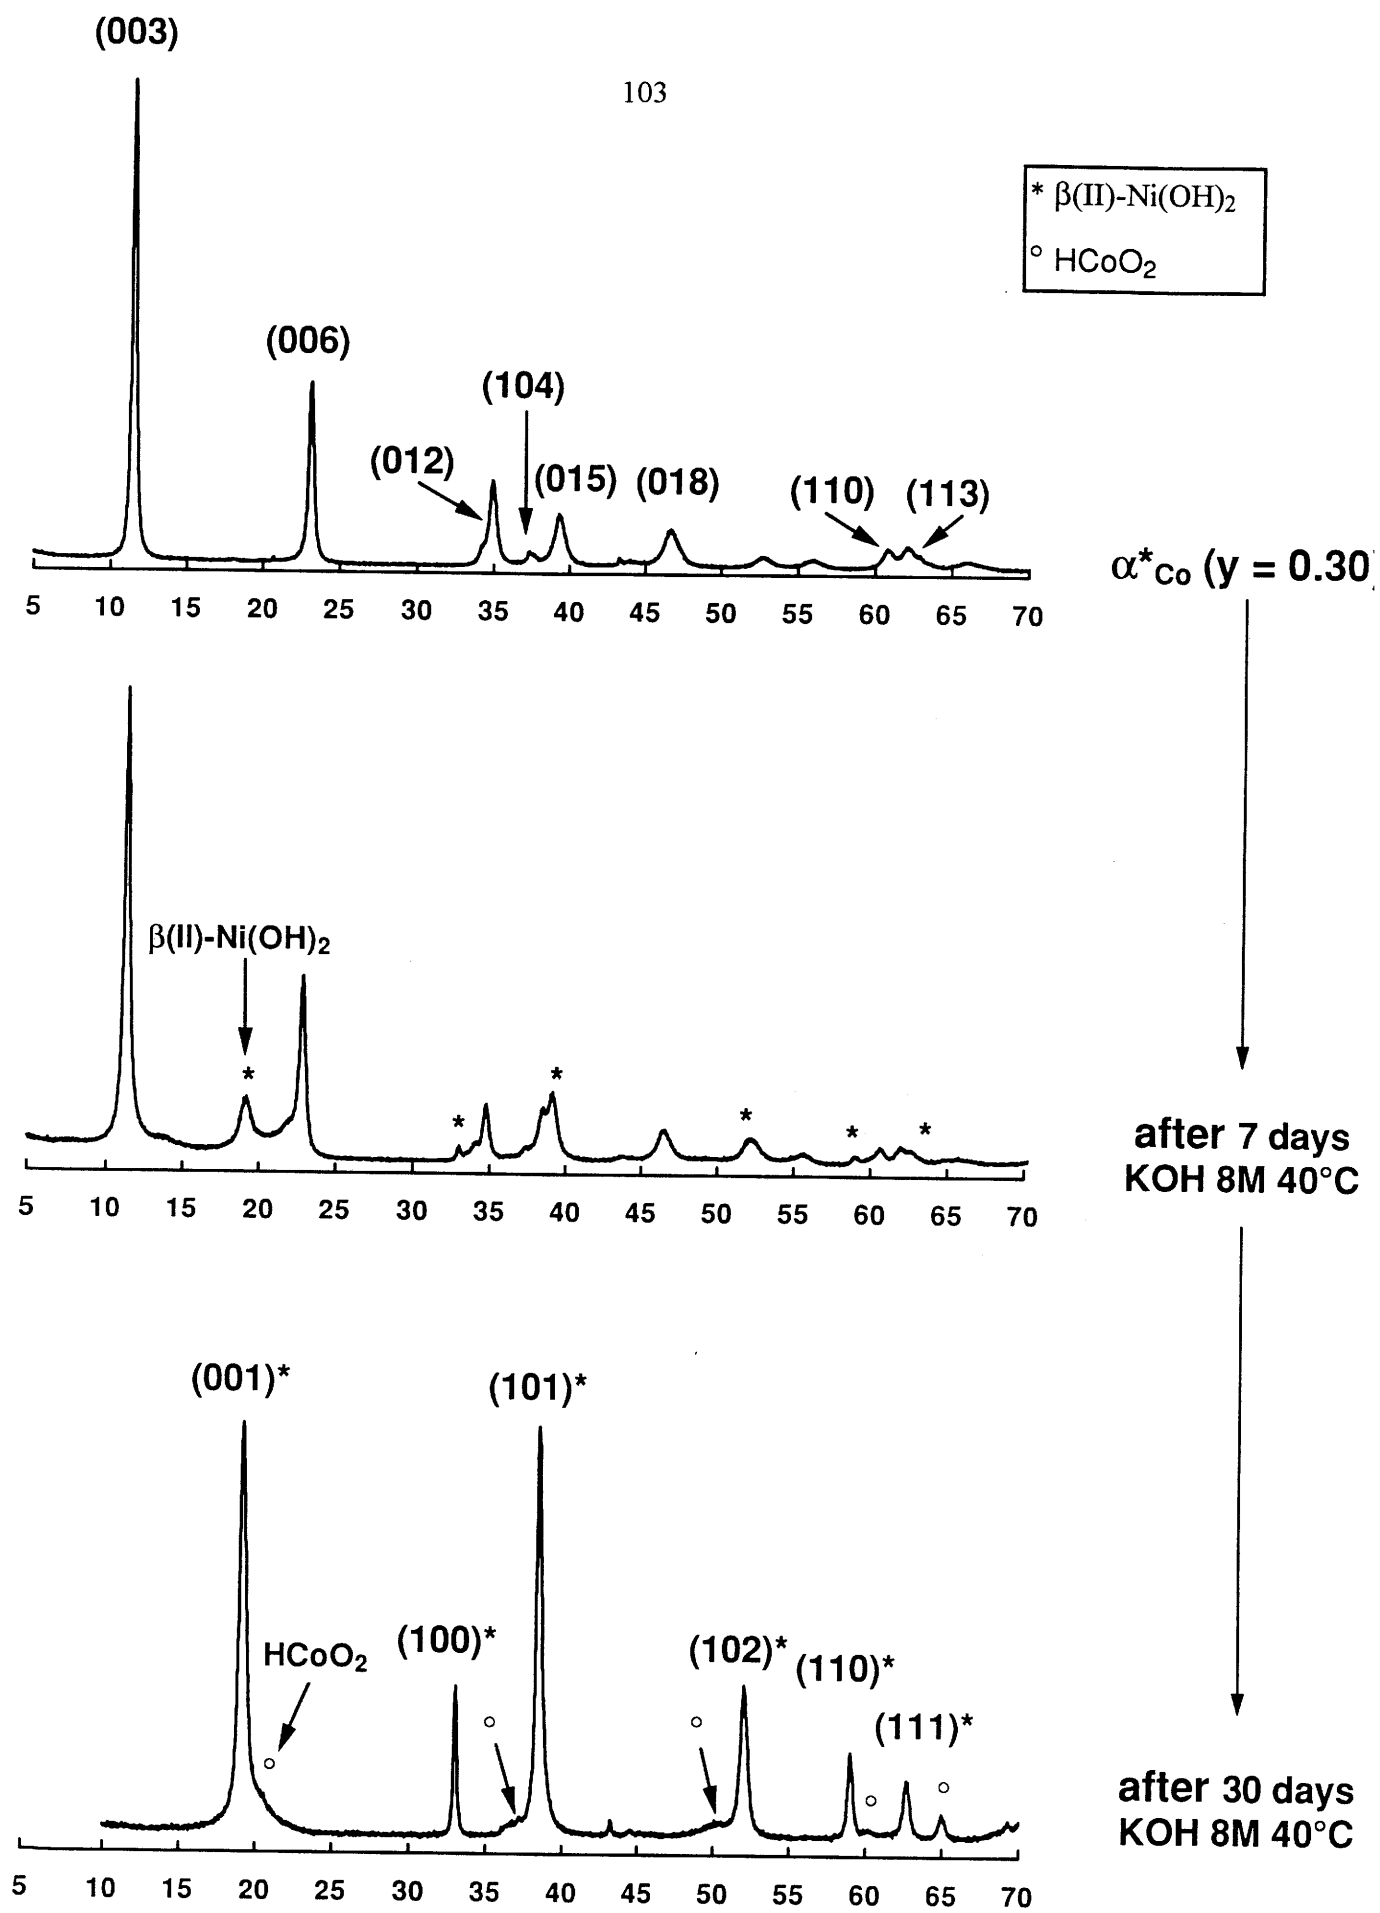 (003)
103
* β(II)-Ni(OH)₂
° HCoO₂
(006)
(104)
(012)
(015)
(018)
(110)
(113)
α*Co (y = 0.30)
5 10 15 20 25 30 35 40 45 50 55 60 65 70
β(II)-Ni(OH)₂
* * * * * *
after 7 days
KOH 8M 40°C
5 10 15 20 25 30 35 40 45 50 55 60 65 70
(001)*
(101)*
HCoO₂
(100)*
(102)*
(110)*
(111)*
° ° ° ° °
after 30 days
KOH 8M 40°C
5 10 15 20 25 30 35 40 45 50 55 60 65 70